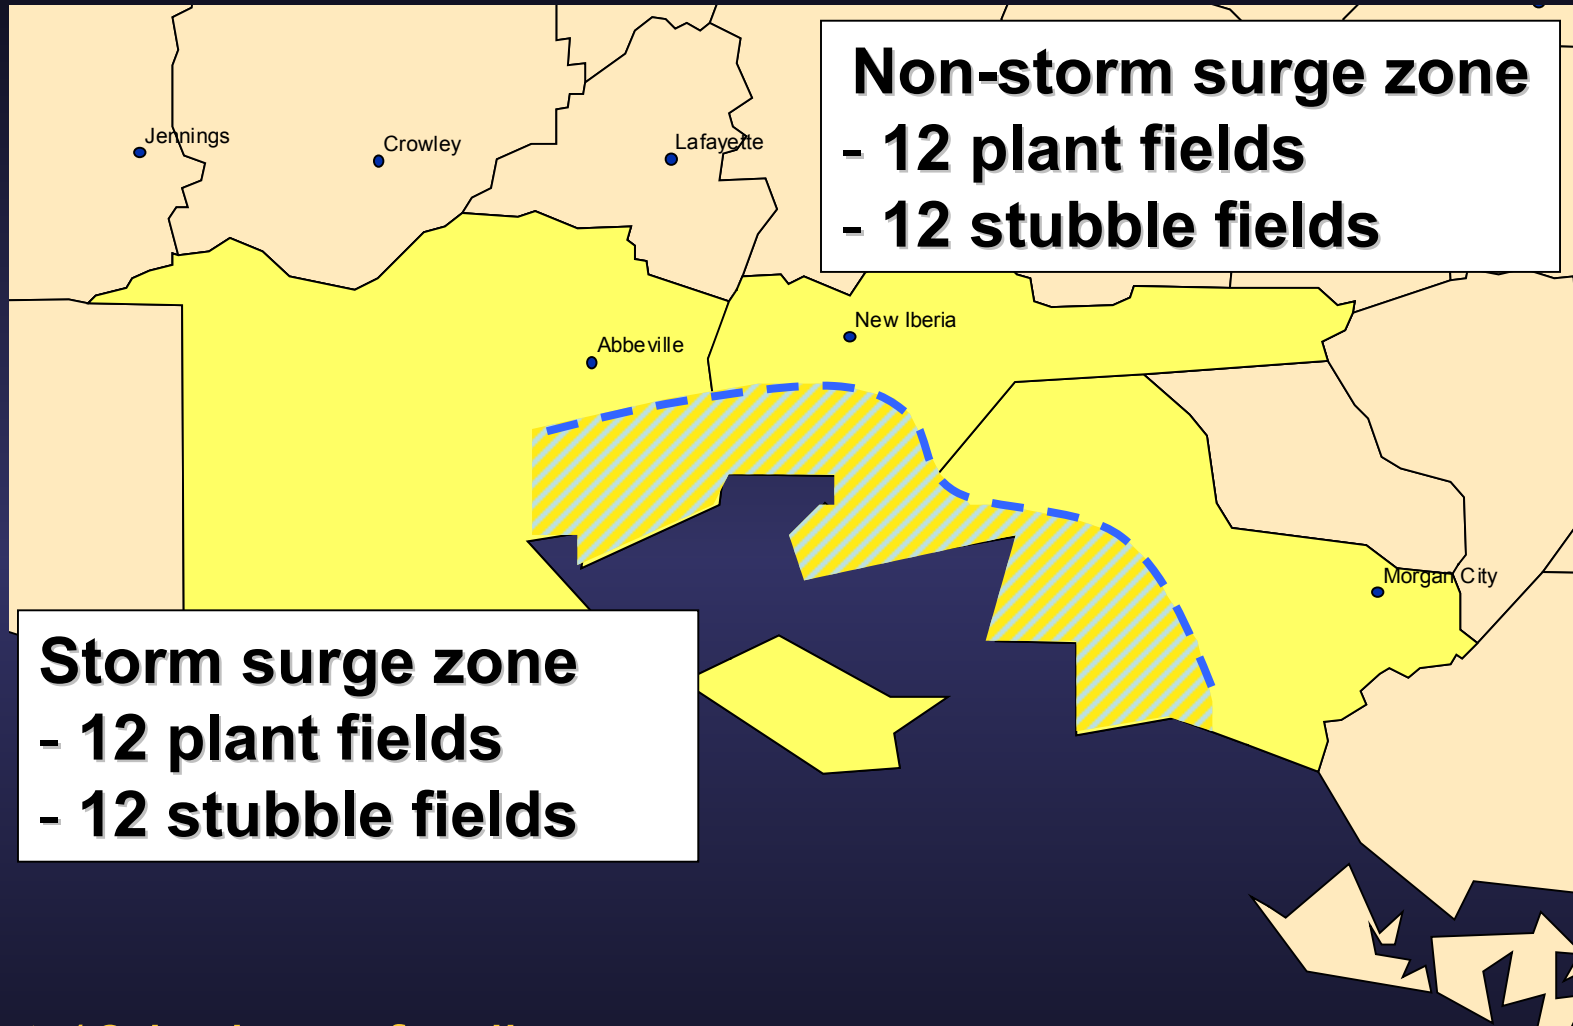 Non-storm surge zone
- 12 plant fields
- 12 stubble fields
Jennings
Crowley
Lafayette
New Iberia
Abbeville
Morgan City
Storm surge zone
- 12 plant fields
- 12 stubble fields